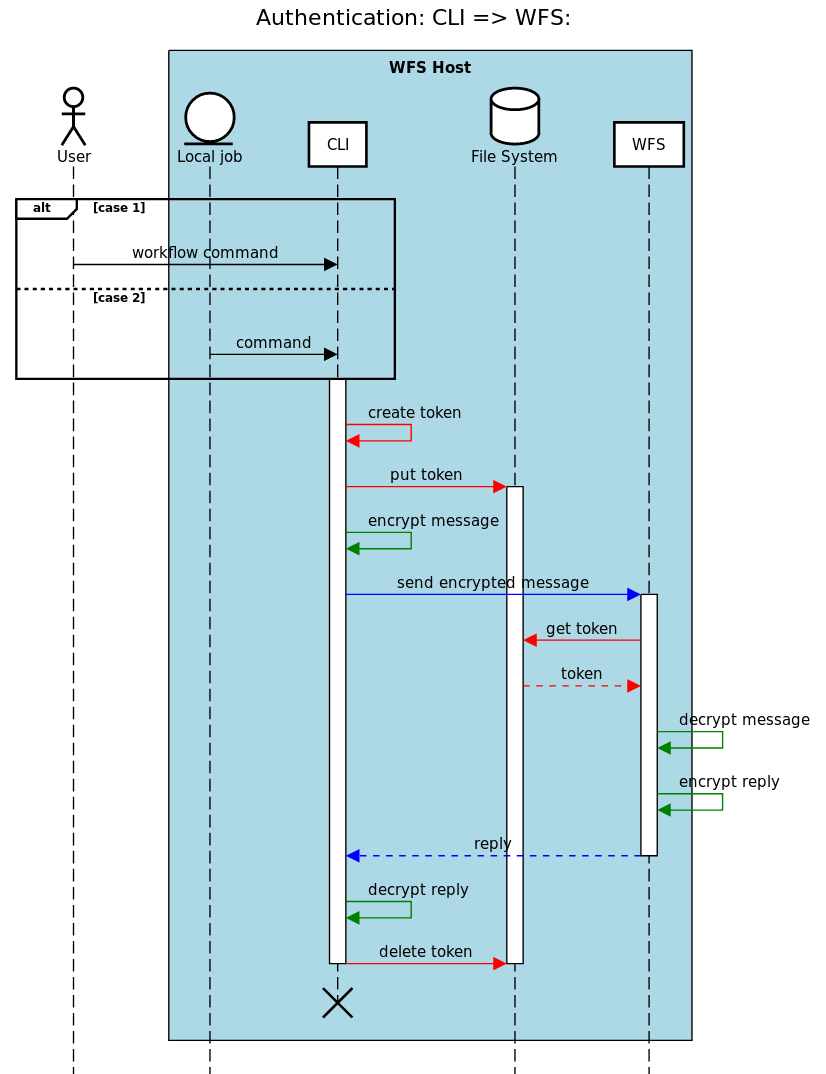 Authentication: CLI => WFS:
WFS Host
User
Local job
CLI
File System
WFS
alt
[case 1]
workflow command
[case 2]
command
create token
put token
encrypt message
send encrypted message
get token
token
decrypt message
encrypt reply
reply
decrypt reply
delete token